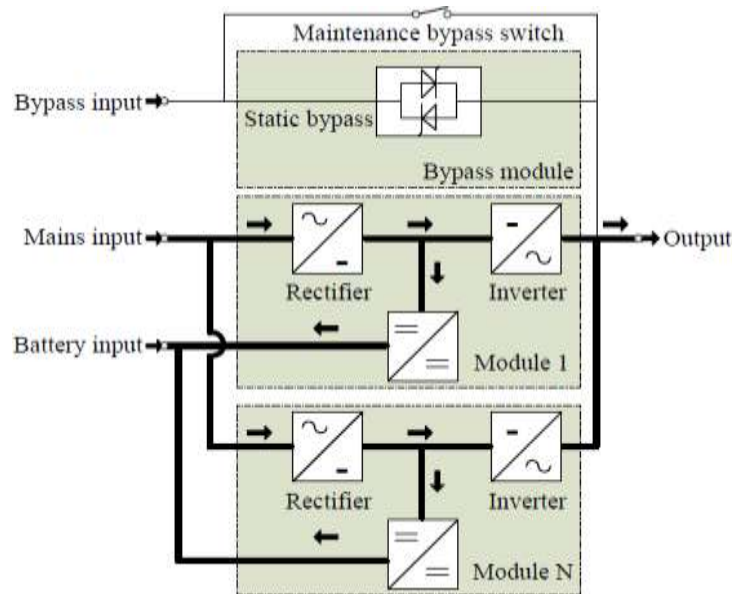 Maintenance bypass switch
Bypass input
Static bypass
Bypass module
Mains input
Output
Rectifier
Inverter
Battery input
Module 1
Rectifier
Inverter
Module N